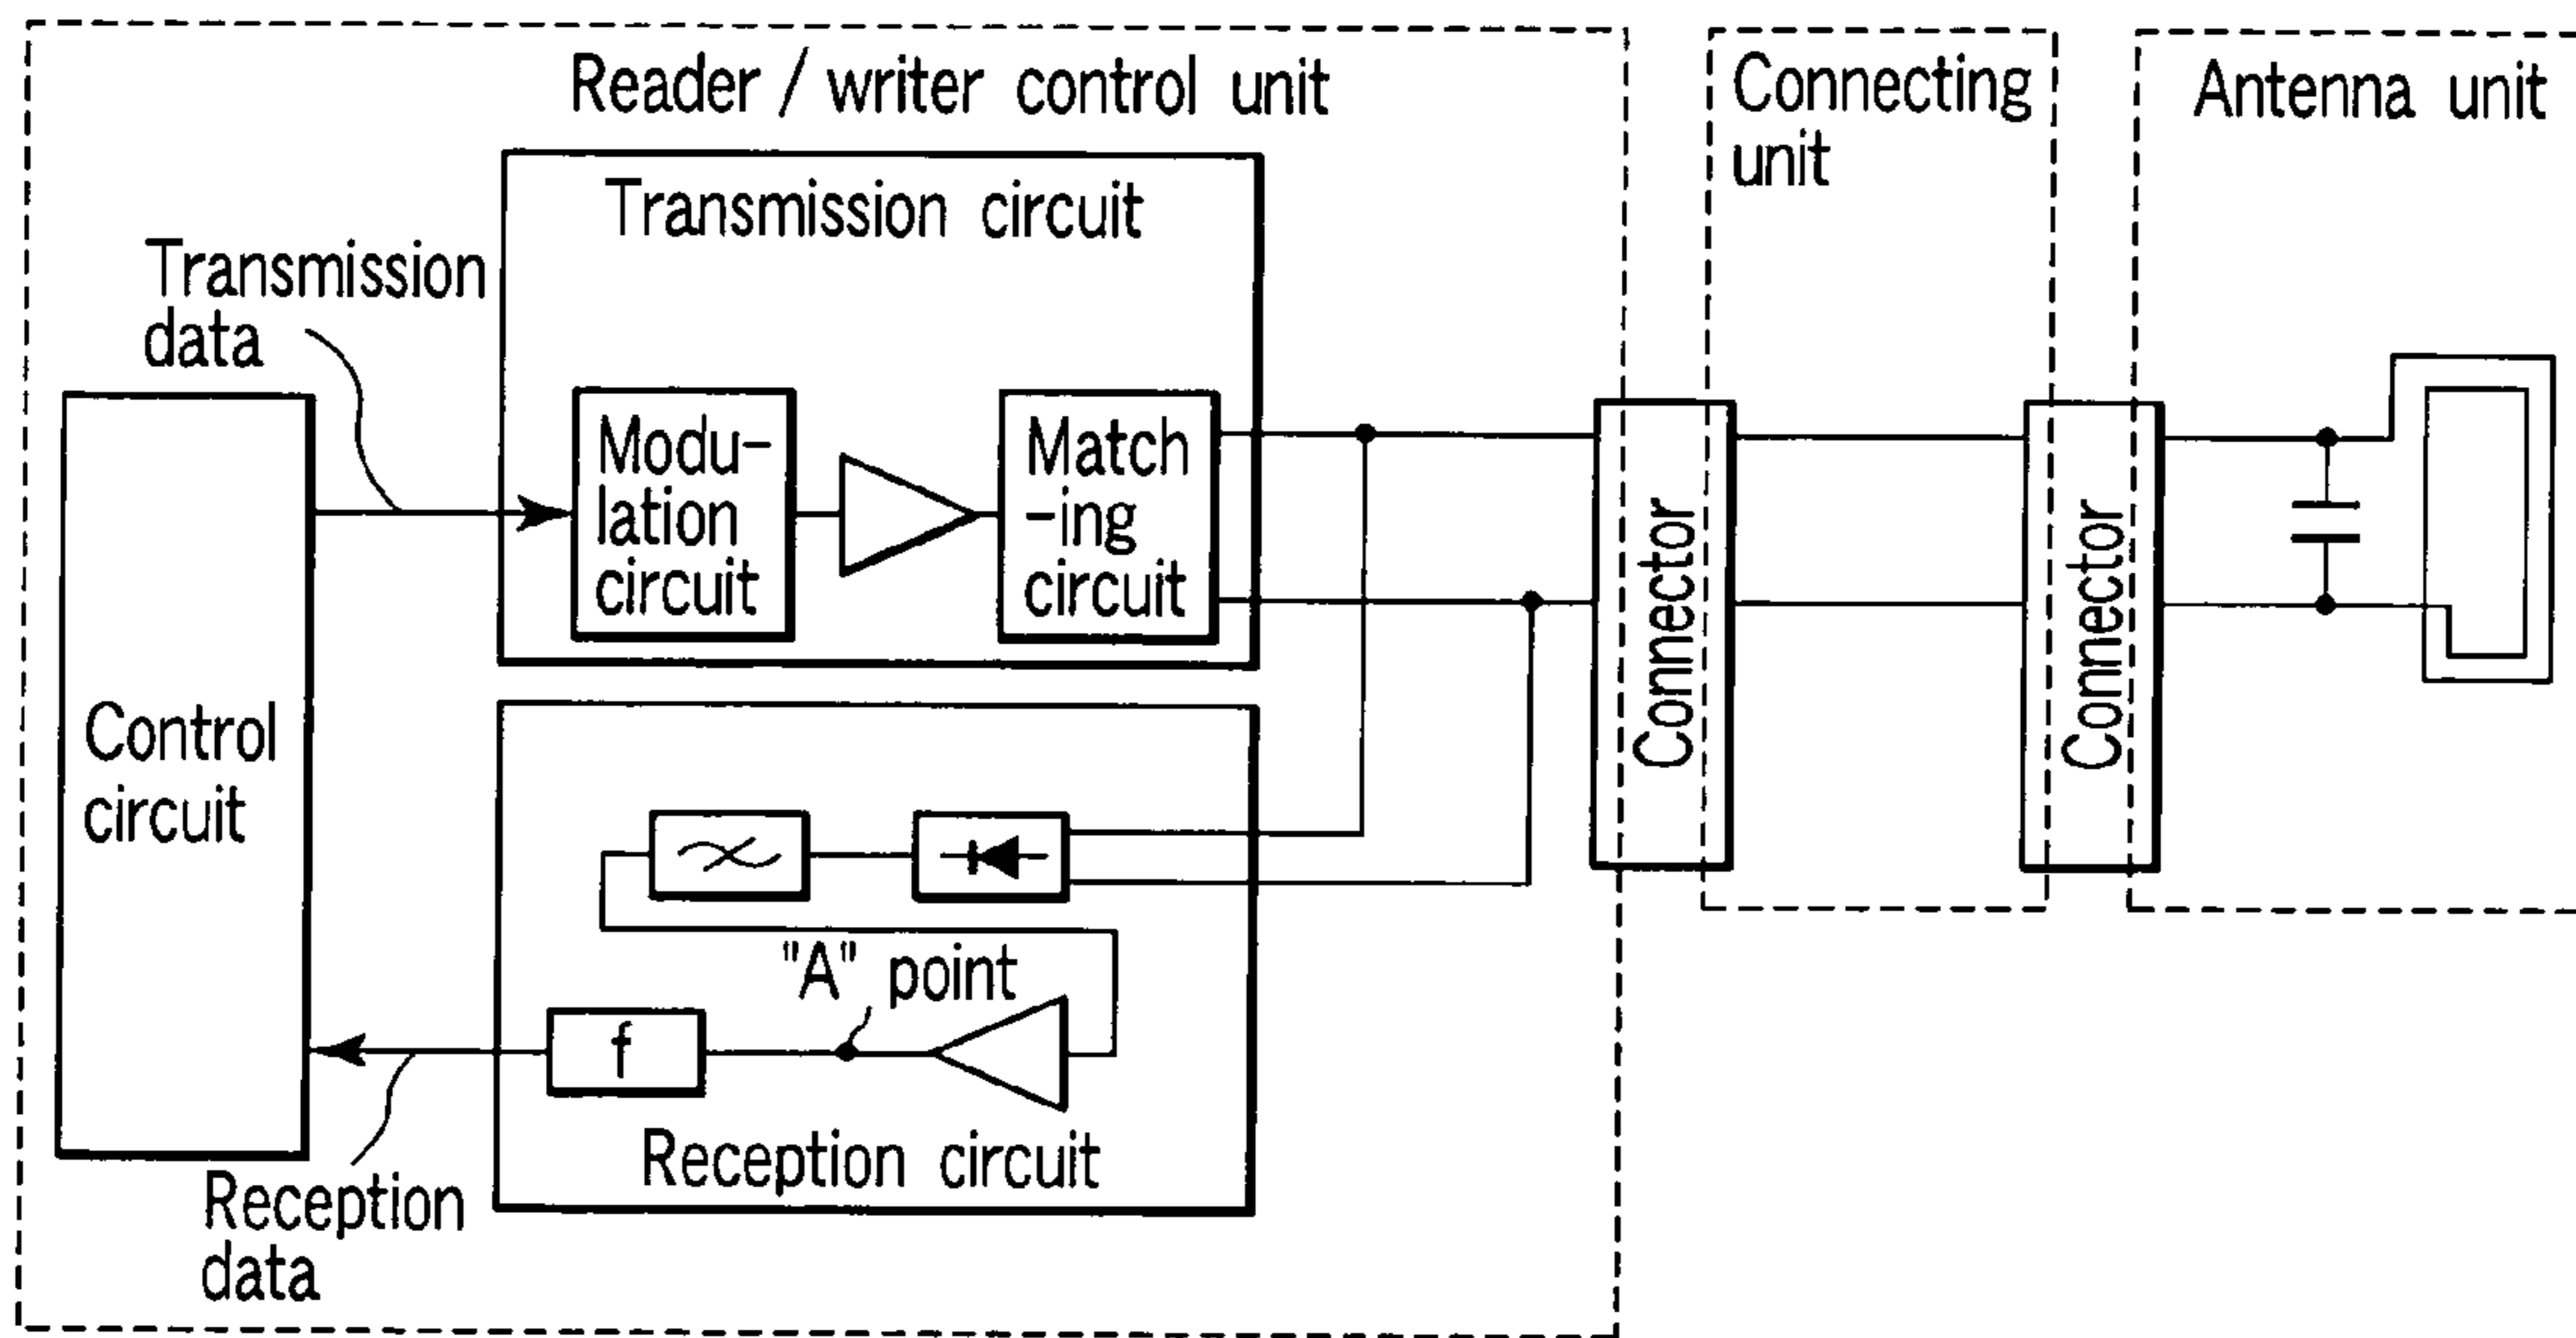 Reader / writer control unit
Connecting
unit
Antenna unit
Transmission circuit
Transmission
data
Modu-
lation
circuit
Match
-ing
circuit
Connector
Connector
Control
circuit
"A" point
f
Reception circuit
Reception
data